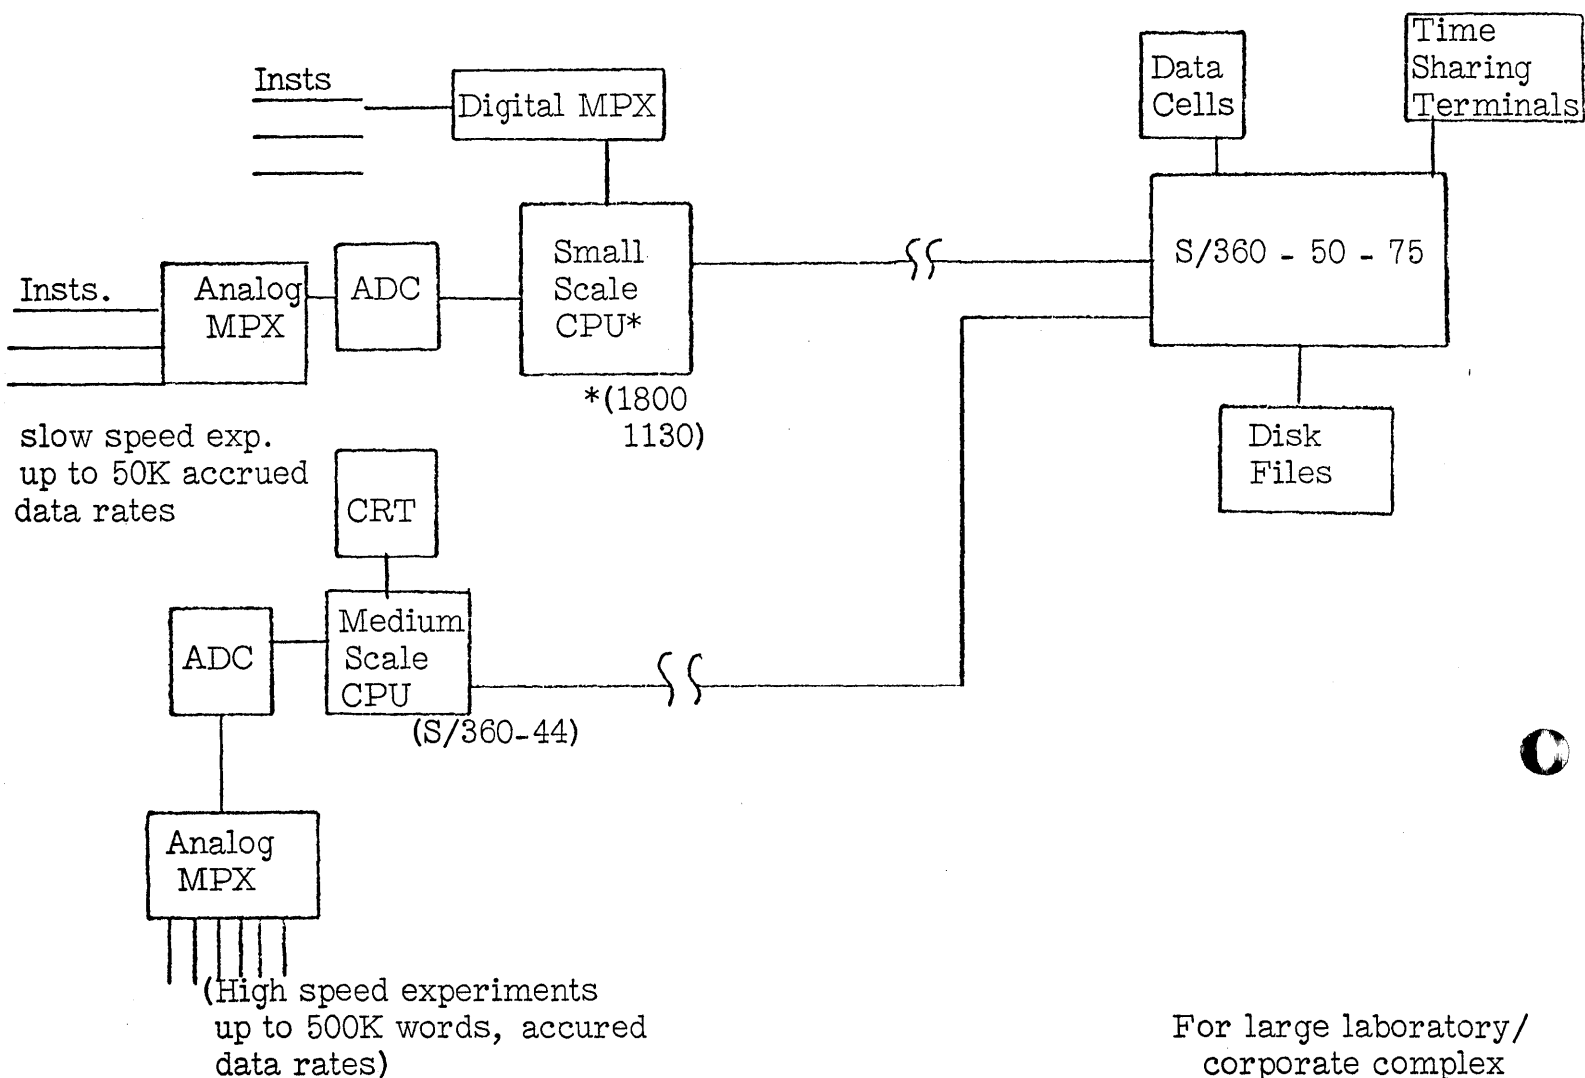 Insts
Digital MPX
Data
Cells
Time
Sharing
Terminals
Insts.
Analog
MPX
ADC
Small
Scale
CPU*
*(1800
1130)
S/360 - 50 - 75
Disk
Files
slow speed exp.
up to 50K accrued
data rates
CRT
ADC
Medium
Scale
CPU
(S/360-44)
Analog
MPX
(High speed experiments
up to 500K words, accured
data rates)
For large laboratory/
corporate complex